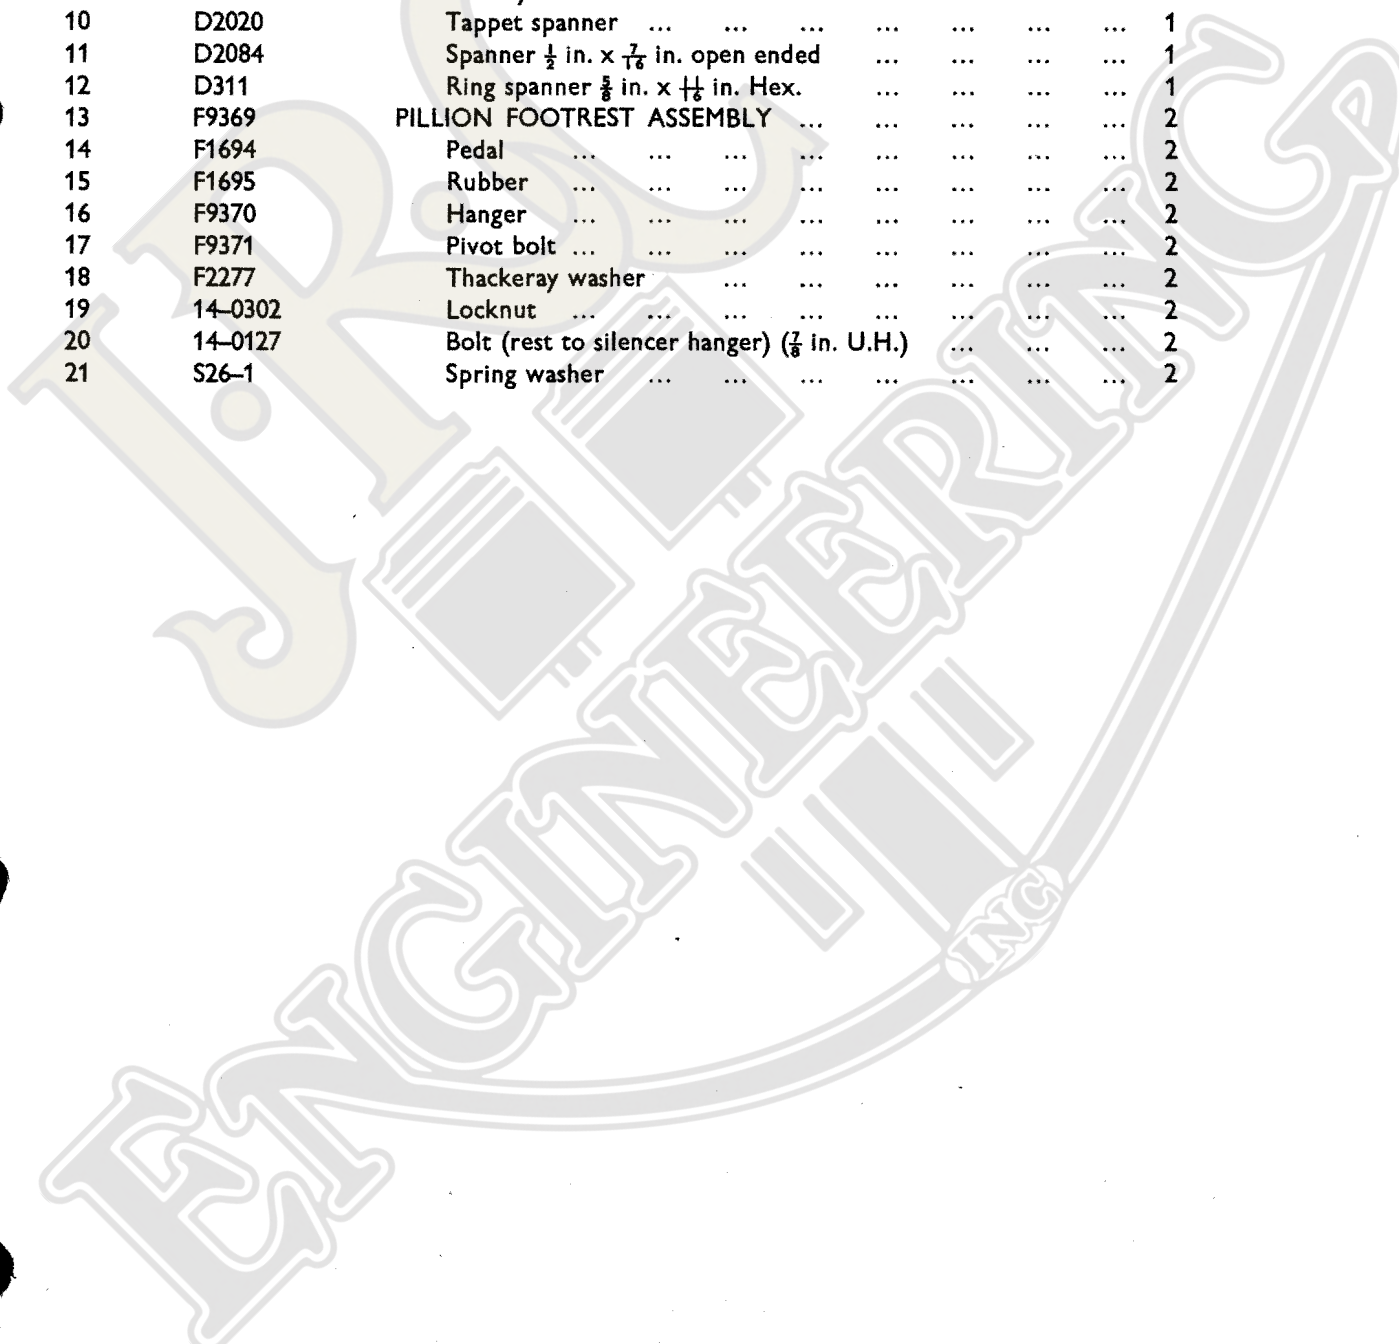 10 D2020 Tappet spanner ... ... ... ... ... ... ... 1
11 D2084 Spanner ½ in. x 7/16 in. open ended ... ... ... ... 1
12 D311 Ring spanner ⅝ in. x 11/16 in. Hex. ... ... ... ... 1
13 F9369 PILLION FOOTREST ASSEMBLY ... ... ... ... ... 2
14 F1694 Pedal ... ... ... ... ... ... ... ... 2
15 F1695 Rubber ... ... ... ... ... ... ... ... 2
16 F9370 Hanger ... ... ... ... ... ... ... ... 2
17 F9371 Pivot bolt ... ... ... ... ... ... ... ... 2
18 F2277 Thackeray washer ... ... ... ... ... ... 2
19 14–0302 Locknut ... ... ... ... ... ... ... ... 2
20 14–0127 Bolt (rest to silencer hanger) (⅞ in. U.H.) ... ... ... 2
21 S26–1 Spring washer ... ... ... ... ... ... ... 2
J·R·C
ENGINEERING
INC